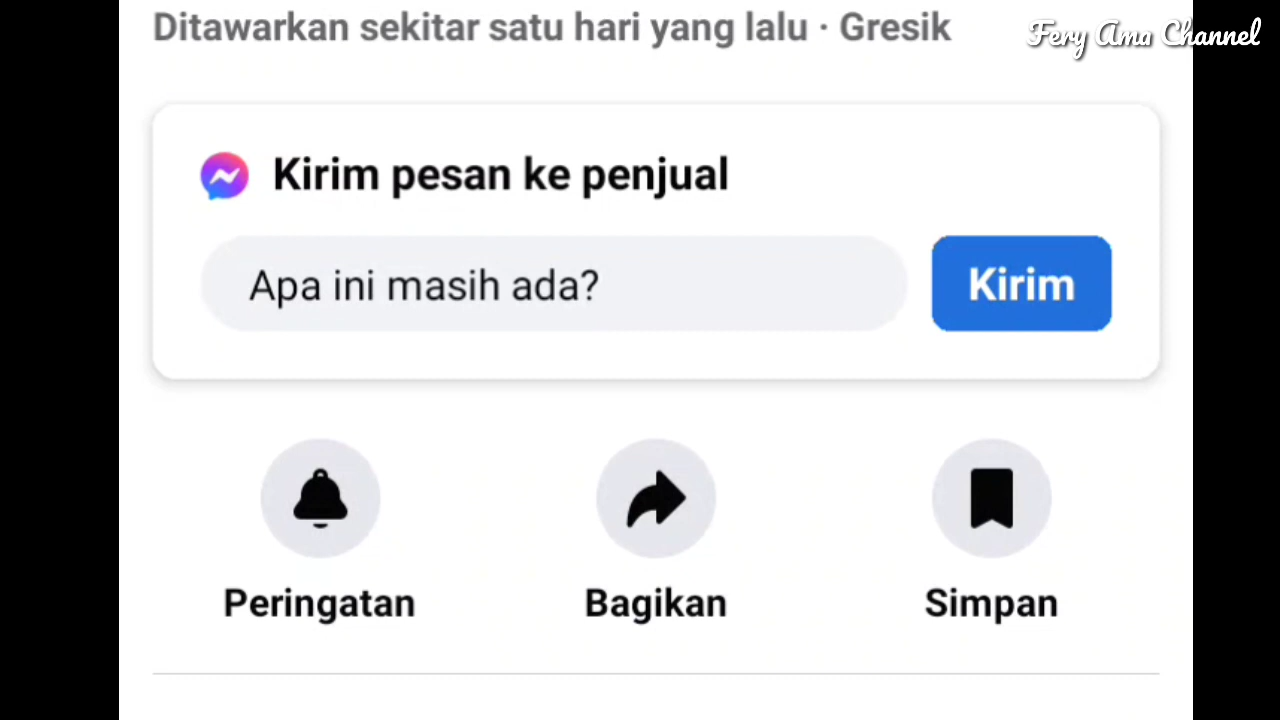 Ditawarkan sekitar satu hari yang lalu · Gresik
Fery Ama Channel
Kirim pesan ke penjual
Apa ini masih ada?
Kirim
Peringatan
Bagikan
Simpan